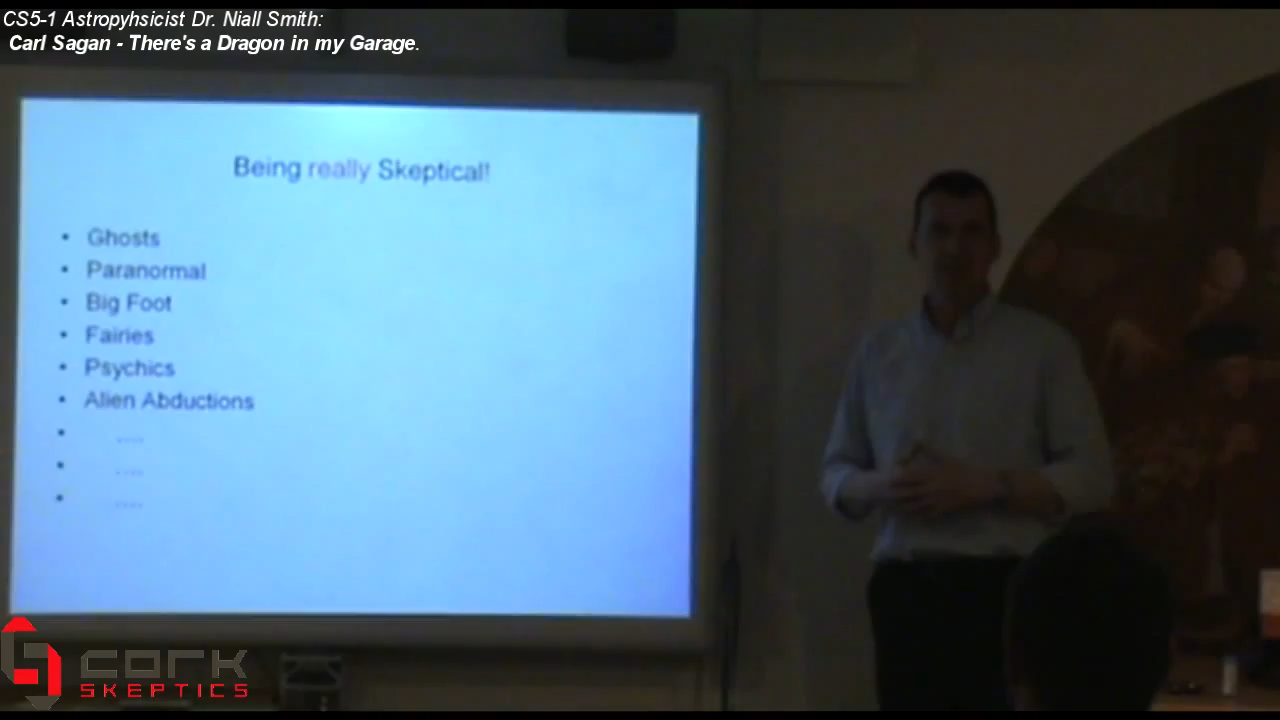 CS5-1 Astropyhsicist Dr. Niall Smith:
Carl Sagan - There's a Dragon in my Garage.
Being really Skeptical!
• Ghosts
• Paranormal
• Big Foot
• Fairies
• Psychics
• Alien Abductions
• ....
• ....
• ....
CORK
SKEPTICS